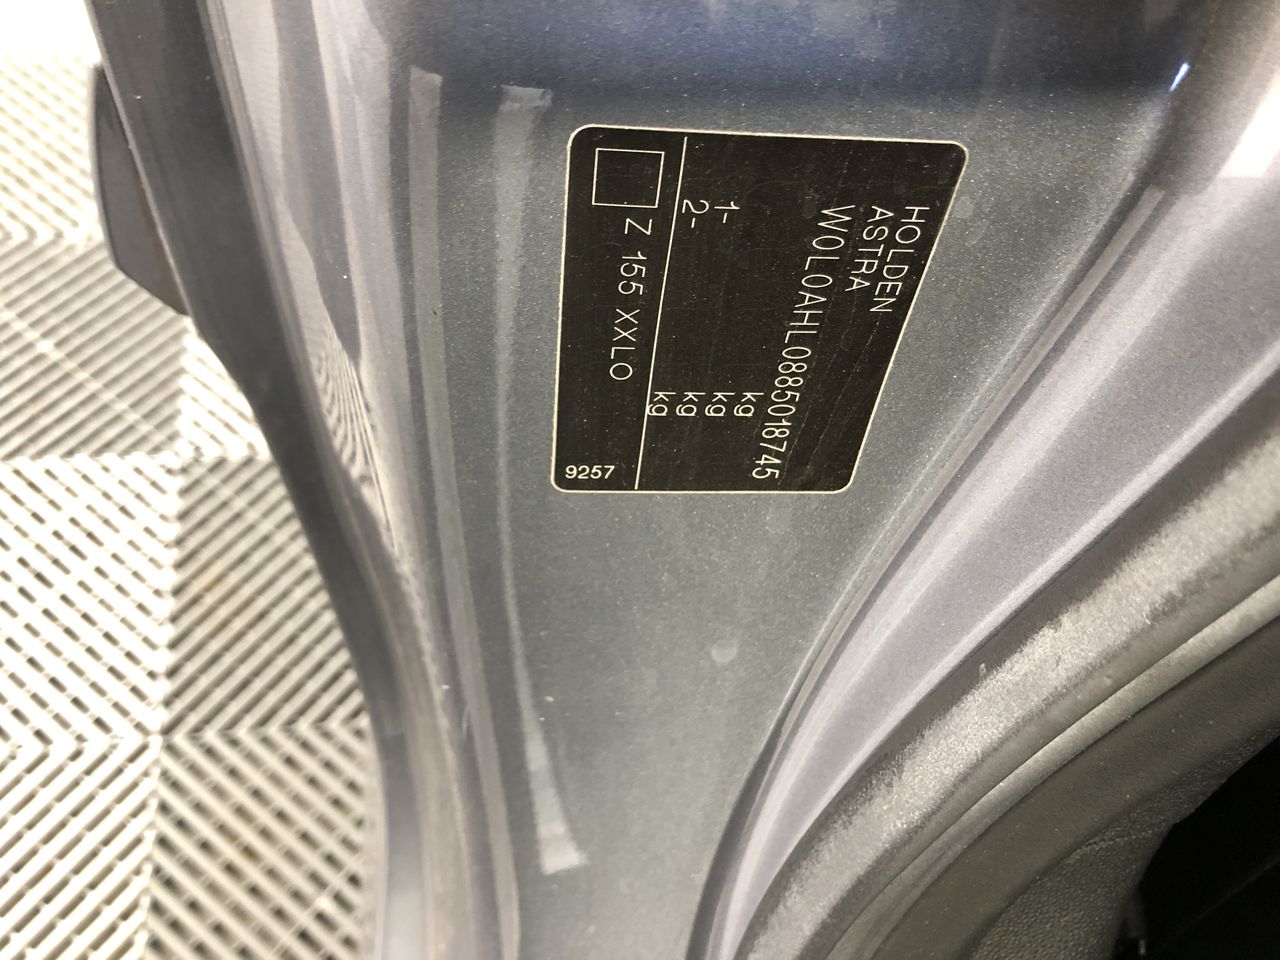 HOLDEN
ASTRA
W0L0AHL0885018745
kg
kg
1- kg
2- kg
Z 155 XXLO
9257